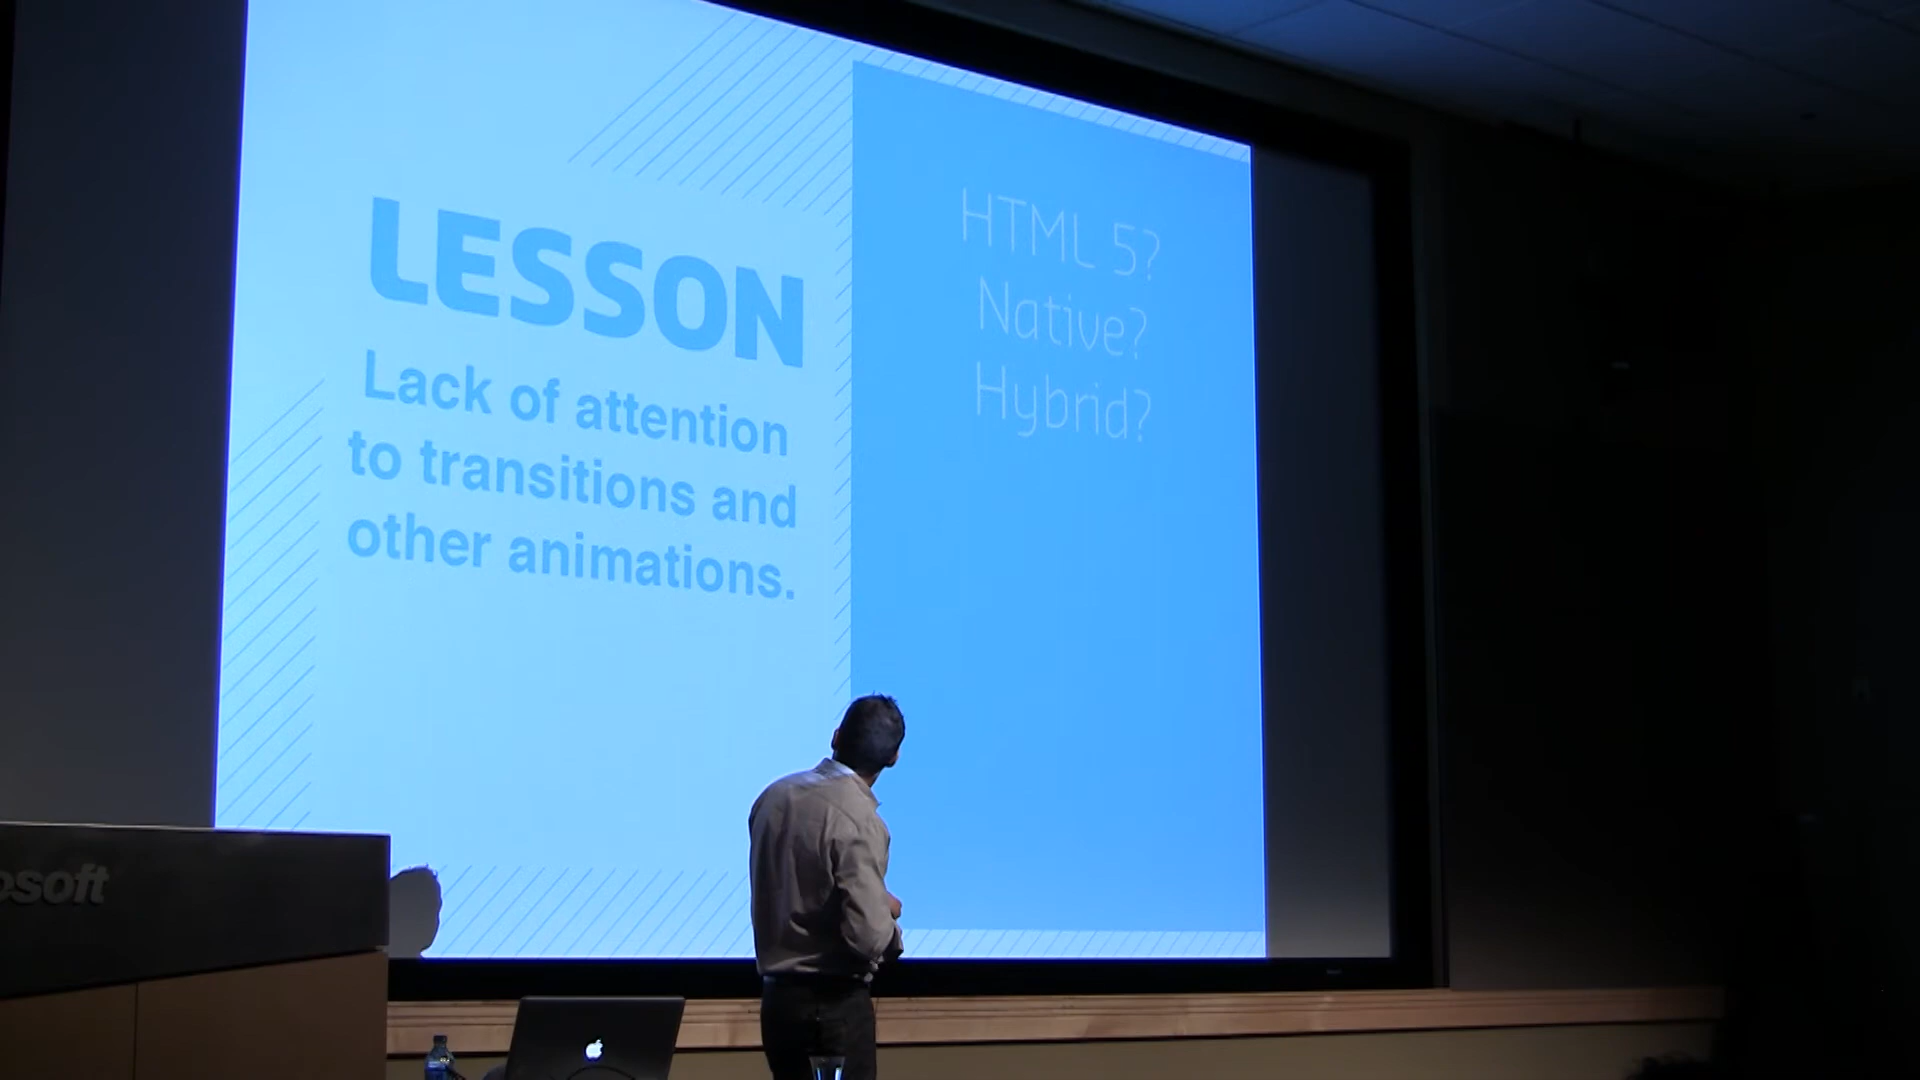 LESSON
Lack of attention
to transitions and
other animations.
HTML 5?
Native?
Hybrid?
osoft